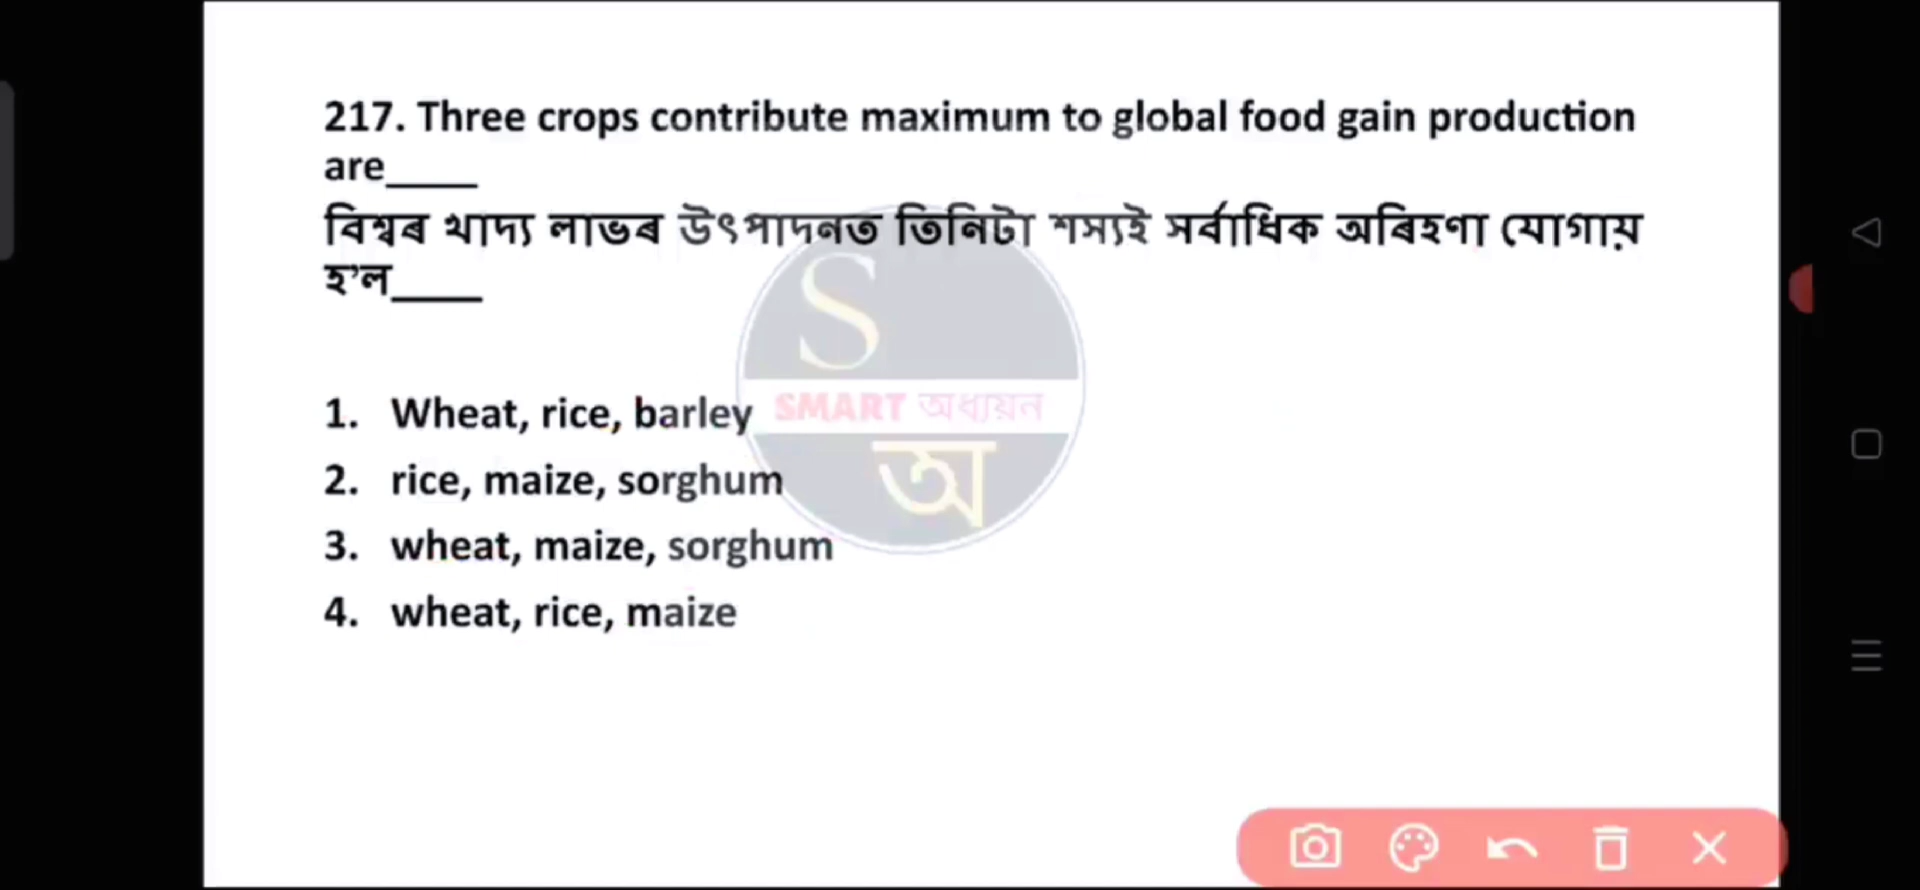 217. Three crops contribute maximum to global food gain production
are____
বিশ্বৰ খাদ্য লাভৰ উৎপাদনত তিনিটা শস্যই সৰ্বাধিক অৰিহণা যোগায়
হ’ল____
S
SMART অধ্যয়ন
অ
1. Wheat, rice, barley
2. rice, maize, sorghum
3. wheat, maize, sorghum
4. wheat, rice, maize